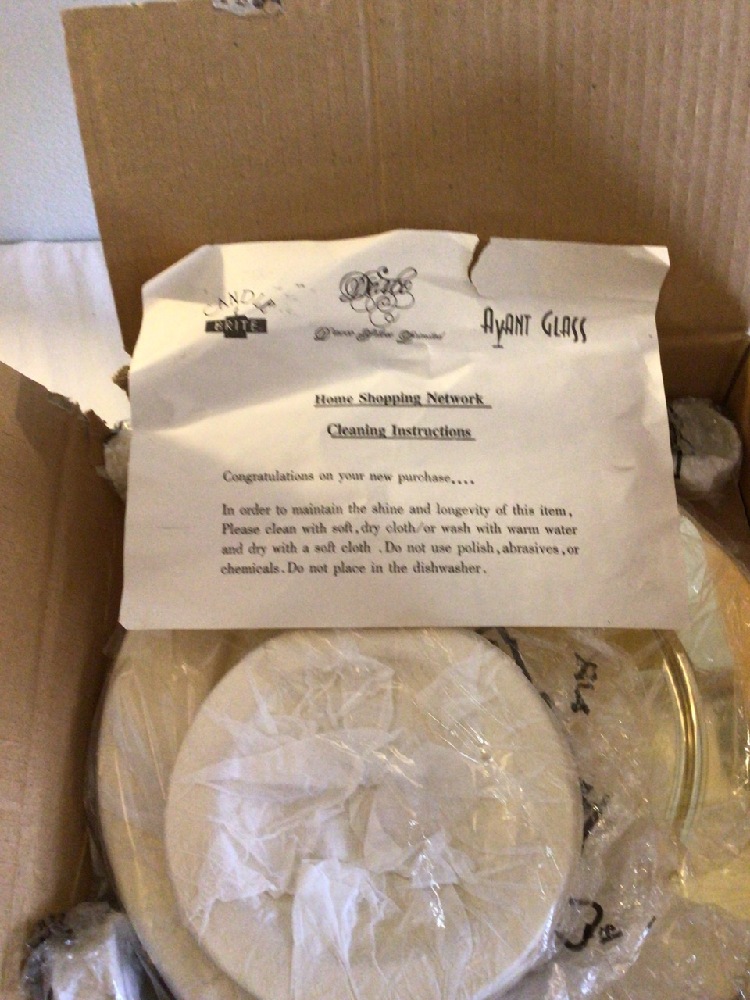 CANDLE
BRITE
AVANT GLASS
Home Shopping Network
Cleaning Instructions
Congratulations on your new purchase....
In order to maintain the shine and longevity of this item,
Please clean with soft,dry cloth/or wash with warm water
and dry with a soft cloth .Do not use polish,abrasives,or
chemicals.Do not place in the dishwasher.